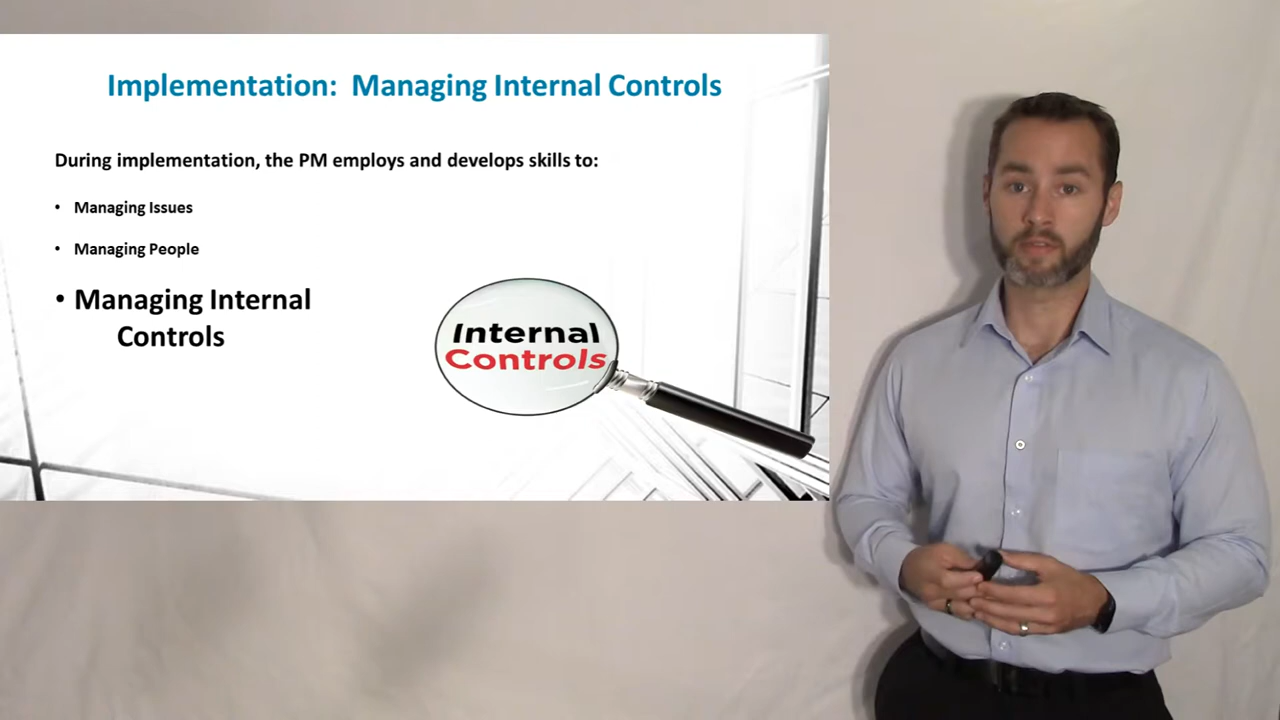 Implementation:  Managing Internal Controls
During implementation, the PM employs and develops skills to:
• Managing Issues
• Managing People
• Managing Internal
Controls
Internal
Controls